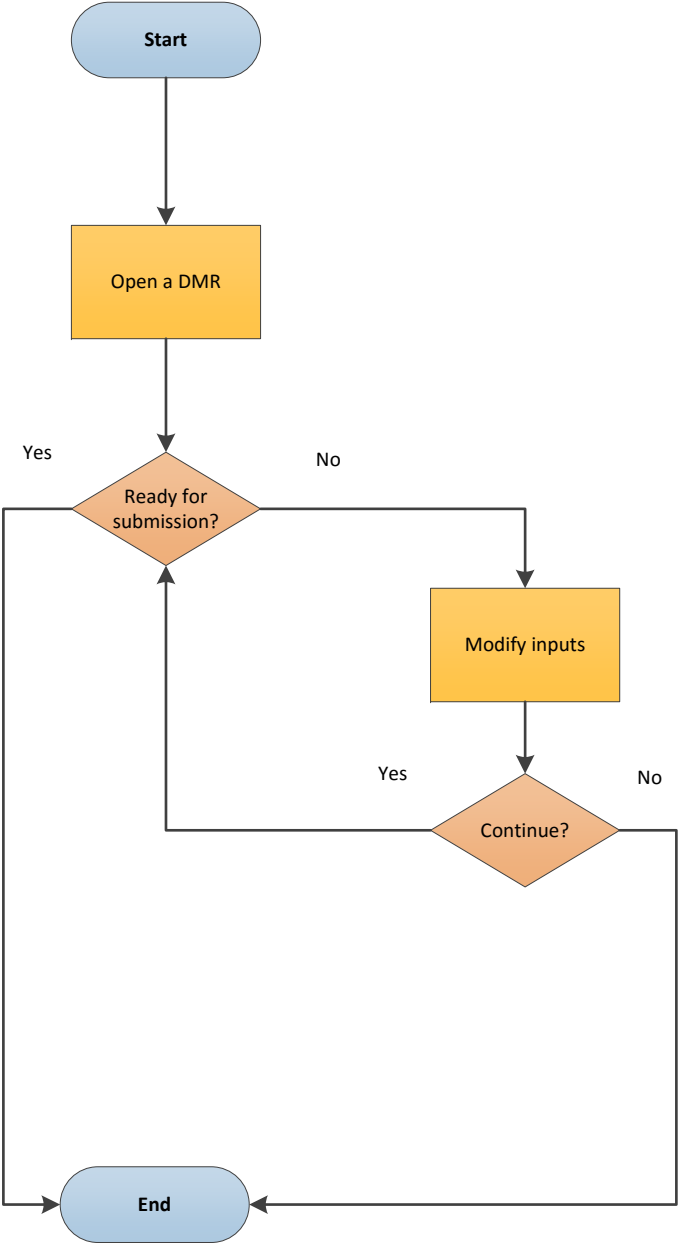 Start
Open a DMR
Yes
No
Ready for
submission?
Modify inputs
Yes
No
Continue?
End